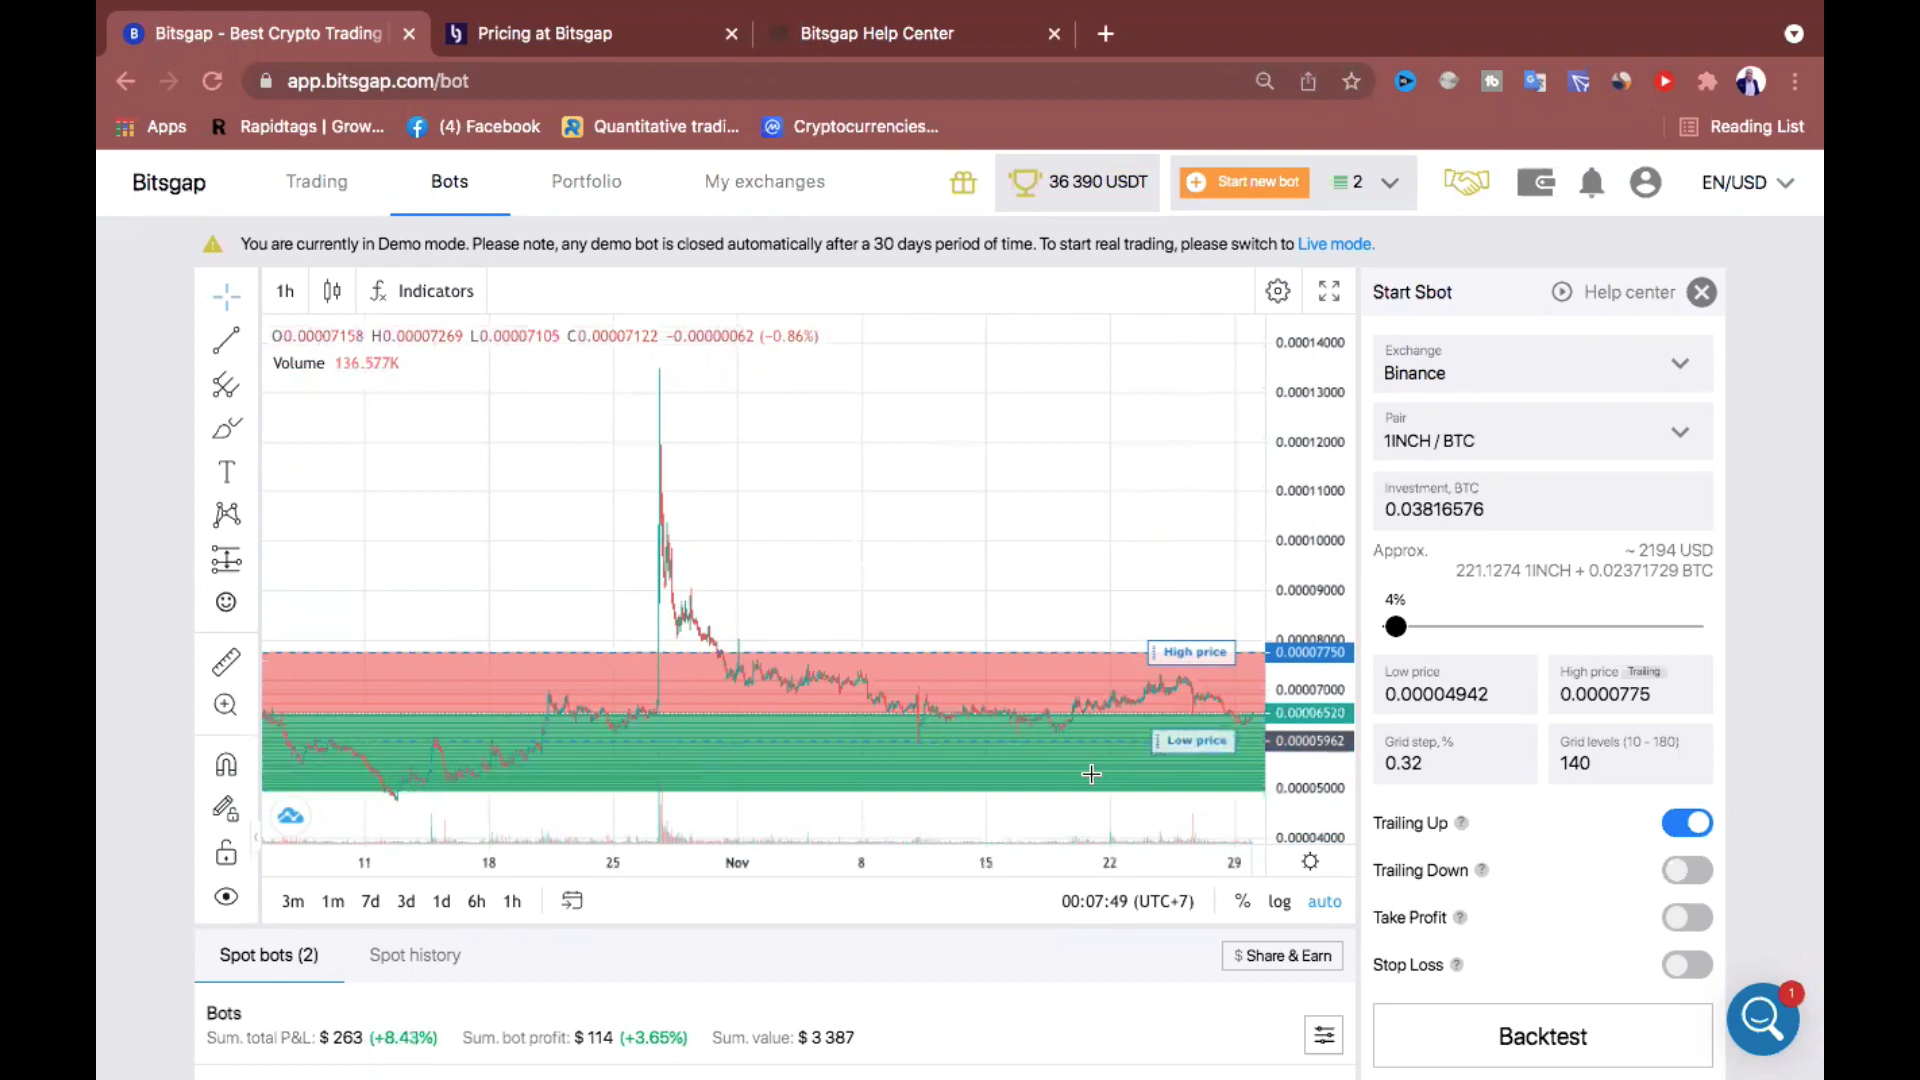 Bitsgap - Best Crypto Trading
Pricing at Bitsgap
Bitsgap Help Center
app.bitsgap.com/bot
Apps
Rapidtags | Grow...
(4) Facebook
Quantitative tradi...
Cryptocurrencies...
Reading List
Bitsgap
Trading
Bots
Portfolio
My exchanges
36 390 USDT
Start new bot
2
EN/USD
You are currently in Demo mode. Please note, any demo bot is closed automatically after a 30 days period of time. To start real trading, please switch to Live mode.
1h
Indicators
O0.00007158 H0.00007269 L0.00007105 C0.00007122 −0.00000062 (−0.86%)
Volume 136.577K
0.00014000
0.00013000
0.00012000
0.00011000
0.00010000
0.00009000
0.00008000
High price
0.00007750
0.00007000
0.00006520
Low price
0.00005962
0.00005000
0.00004000
11
18
25
Nov
8
15
22
29
3m
1m
7d
3d
1d
6h
1h
00:07:49 (UTC+7)
%
log
auto
Spot bots (2)
Spot history
$ Share & Earn
Bots
Sum. total P&L: $ 263 (+8.43%)
Sum. bot profit: $ 114 (+3.65%)
Sum. value: $ 3 387
Start Sbot
Help center
Exchange
Binance
Pair
1INCH / BTC
Investment, BTC
0.03816576
Approx.
~ 2194 USD
221.1274 1INCH + 0.02371729 BTC
4%
Low price
0.00004942
High price Trailing
0.0000775
Grid step, %
0.32
Grid levels (10 - 180)
140
Trailing Up
Trailing Down
Take Profit
Stop Loss
Backtest
1